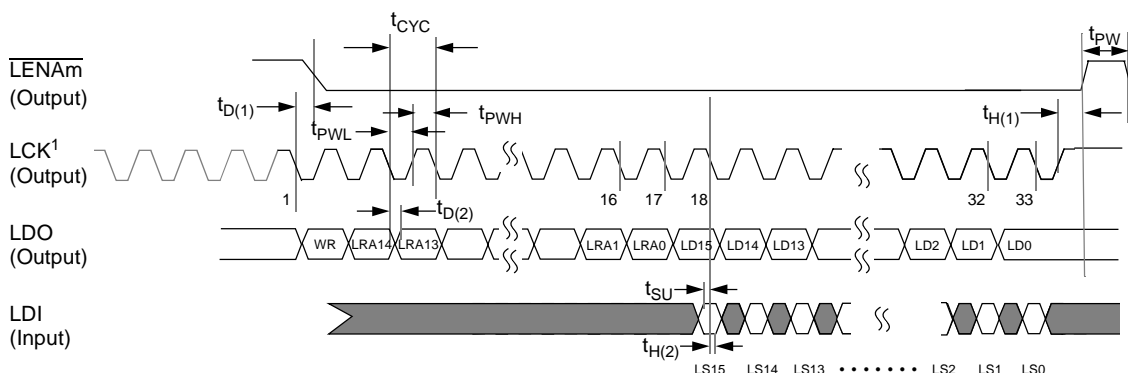 tCYC
tPW
LENAm
(Output)
tD(1)
tH(1)
tPWL
tPWH
LCK1
(Output)
1
16
17
18
32
33
tD(2)
LDO
(Output)
WR
LRA14
LRA13
LRA1
LRA0
LD15
LD14
LD13
LD2
LD1
LD0
tSU
LDI
(Input)
tH(2)
LS15 LS14 LS13 • • • • • • • • LS2 LS1 LS0